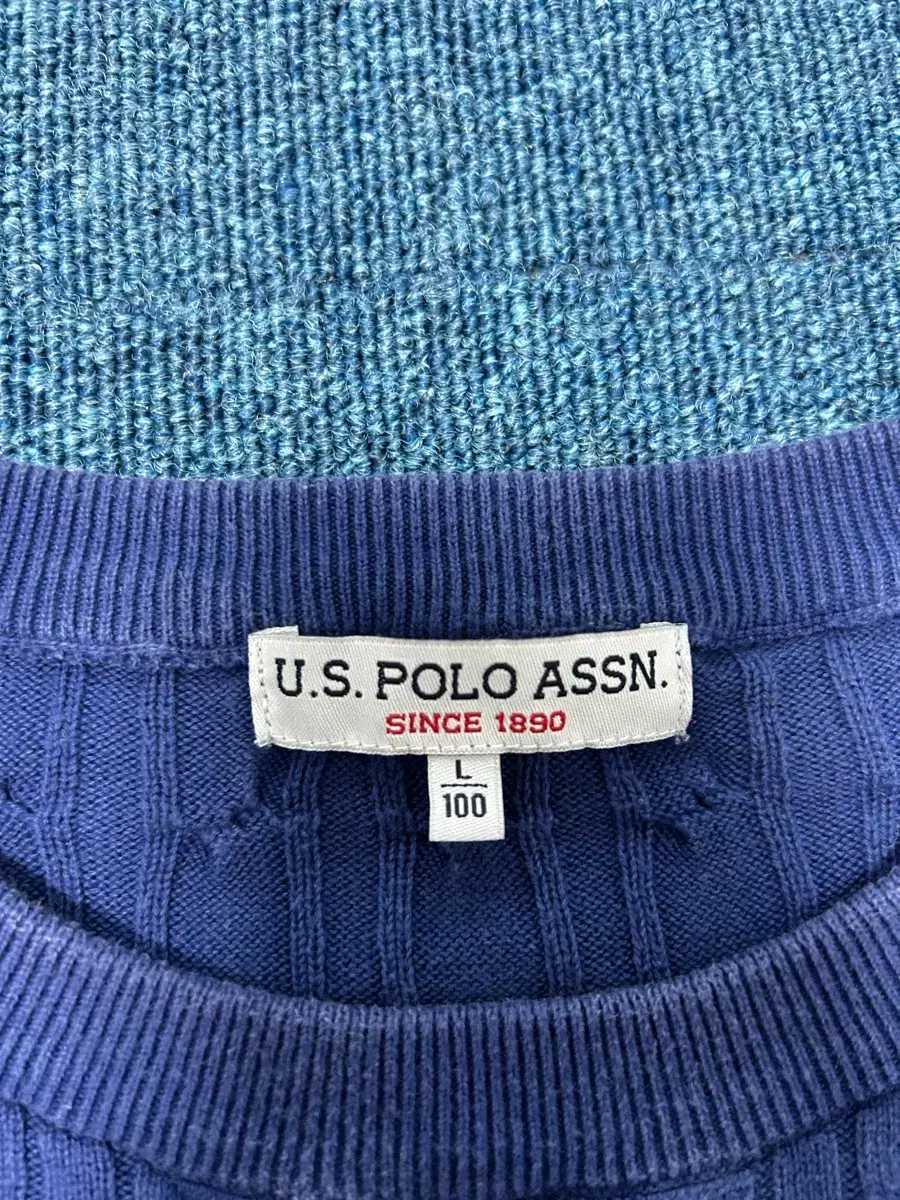 U.S. POLO ASSN.
SINCE 1890
L
100